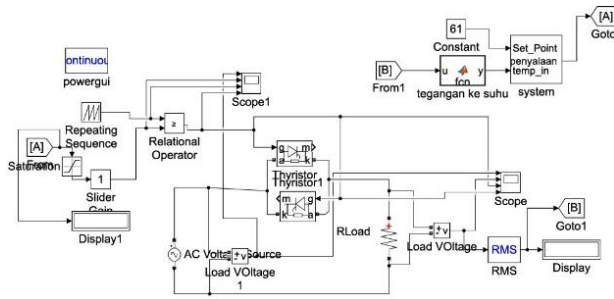 [A]
Goto
61
Constant
Set_Point
penyalaan
temp_in
system
[B]
From1
u
fcn
y
tegangan ke suhu
ontinuou
powergui
Scope1
Repeating
Sequence
≥
Relational
Operator
[A]
From
Saturation
1
Slider
Gain
Display1
g
m
a
k
Thyristor
Thyristor1
m
g
k
a
Scope
RLoad
AC Voltage Source
+
v
Load VOltage
1
+
v
Load VOltage
[B]
Goto1
RMS
RMS
Display